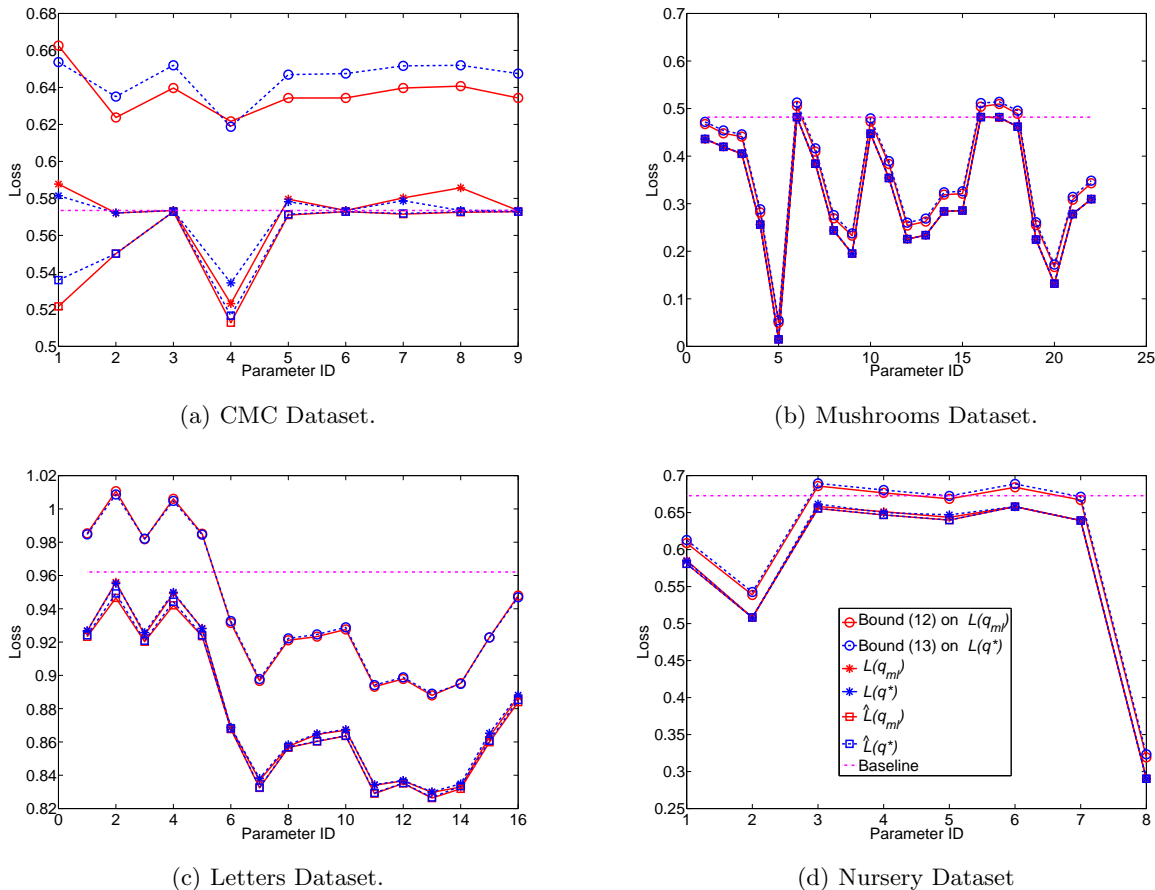 0.68
0.66
0.64
0.62
0.6
0.58
0.56
0.54
0.52
0.5
Loss
1 2 3 4 5 6 7 8 9
Parameter ID
(a) CMC Dataset.
0.7
0.6
0.5
0.4
0.3
0.2
0.1
0
Loss
0 5 10 15 20 25
Parameter ID
(b) Mushrooms Dataset.
1.02
1
0.98
0.96
0.94
0.92
0.9
0.88
0.86
0.84
0.82
Loss
0 2 4 6 8 10 12 14 16
Parameter ID
(c) Letters Dataset.
0.7
0.65
0.6
0.55
0.5
0.45
0.4
0.35
0.3
0.25
Loss
Bound (12) on L(q_ml)
Bound (13) on L(q*)
L(q_ml)
L(q*)
L̂(q_ml)
L̂(q*)
Baseline
1 2 3 4 5 6 7 8
Parameter ID
(d) Nursery Dataset